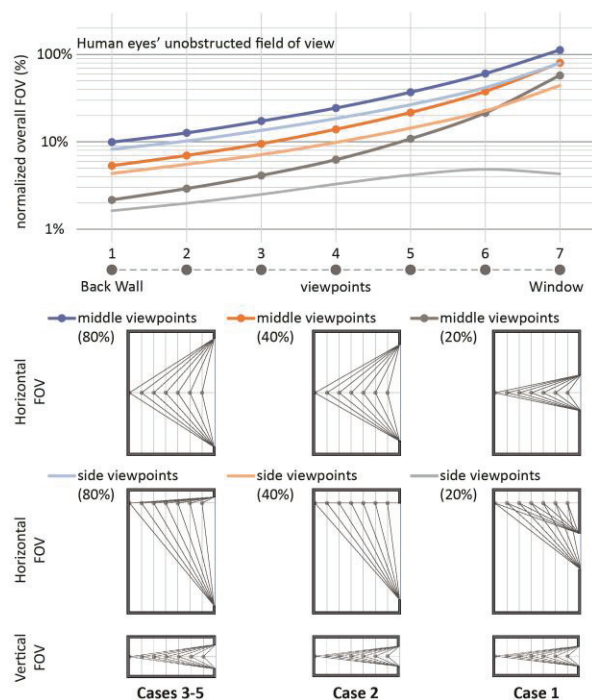 Human eyes' unobstructed field of view
normalized overall FOV (%)
100%
10%
1%
1 2 3 4 5 6 7
Back Wall viewpoints Window
middle viewpoints (80%)
middle viewpoints (40%)
middle viewpoints (20%)
Horizontal FOV
side viewpoints (80%)
side viewpoints (40%)
side viewpoints (20%)
Horizontal FOV
Vertical FOV
Cases 3-5 Case 2 Case 1